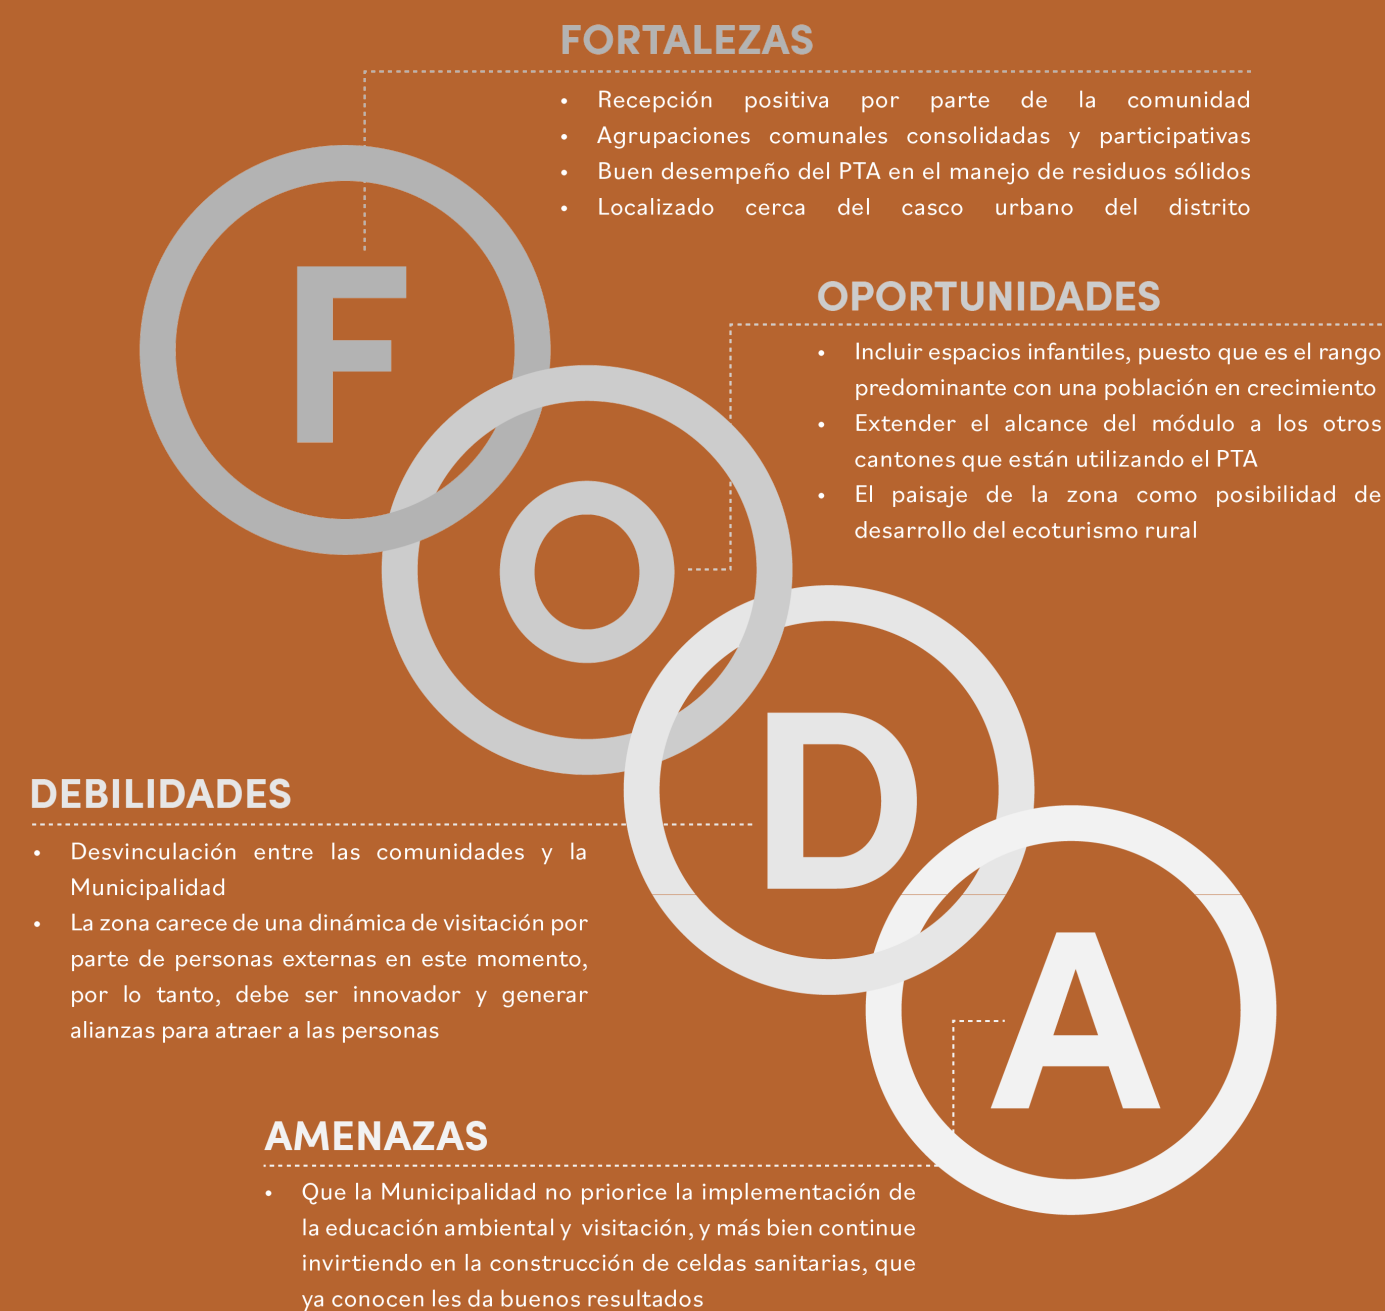 FORTALEZAS
• Recepción positiva por parte de la comunidad
• Agrupaciones comunales consolidadas y participativas
• Buen desempeño del PTA en el manejo de residuos sólidos
• Localizado cerca del casco urbano del distrito
F
OPORTUNIDADES
• Incluir espacios infantiles, puesto que es el rango
predominante con una población en crecimiento
• Extender el alcance del módulo a los otros
cantones que están utilizando el PTA
• El paisaje de la zona como posibilidad de
desarrollo del ecoturismo rural
O
D
DEBILIDADES
• Desvinculación entre las comunidades y la
Municipalidad
• La zona carece de una dinámica de visitación por
parte de personas externas en este momento,
por lo tanto, debe ser innovador y generar
alianzas para atraer a las personas
A
AMENAZAS
• Que la Municipalidad no priorice la implementación de
la educación ambiental y visitación, y más bien continue
invirtiendo en la construcción de celdas sanitarias, que
ya conocen les da buenos resultados